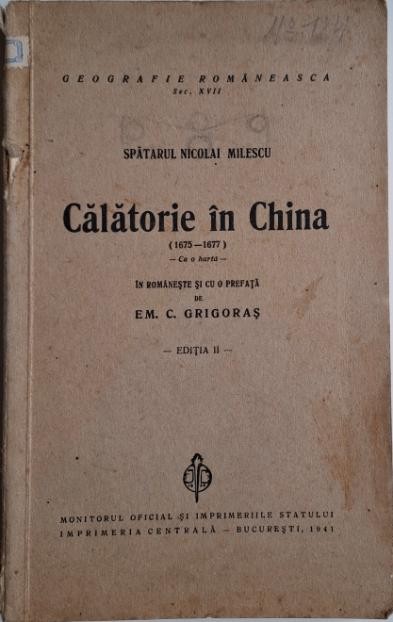 GEOGRAFIE ROMÂNEASCA
Sec. XVII
SPĂTARUL NICOLAI MILESCU
Călătorie în China
(1675—1677)
— Cu o hartă —
ÎN ROMÂNEȘTE ȘI CU O PREFAȚĂ
DE
EM. C. GRIGORAȘ
— EDIȚIA II —
MONITORUL OFICIAL ȘI IMPRIMERIILE STATULUI
IMPRIMERIA CENTRALĂ — BUCUREȘTI, 1941